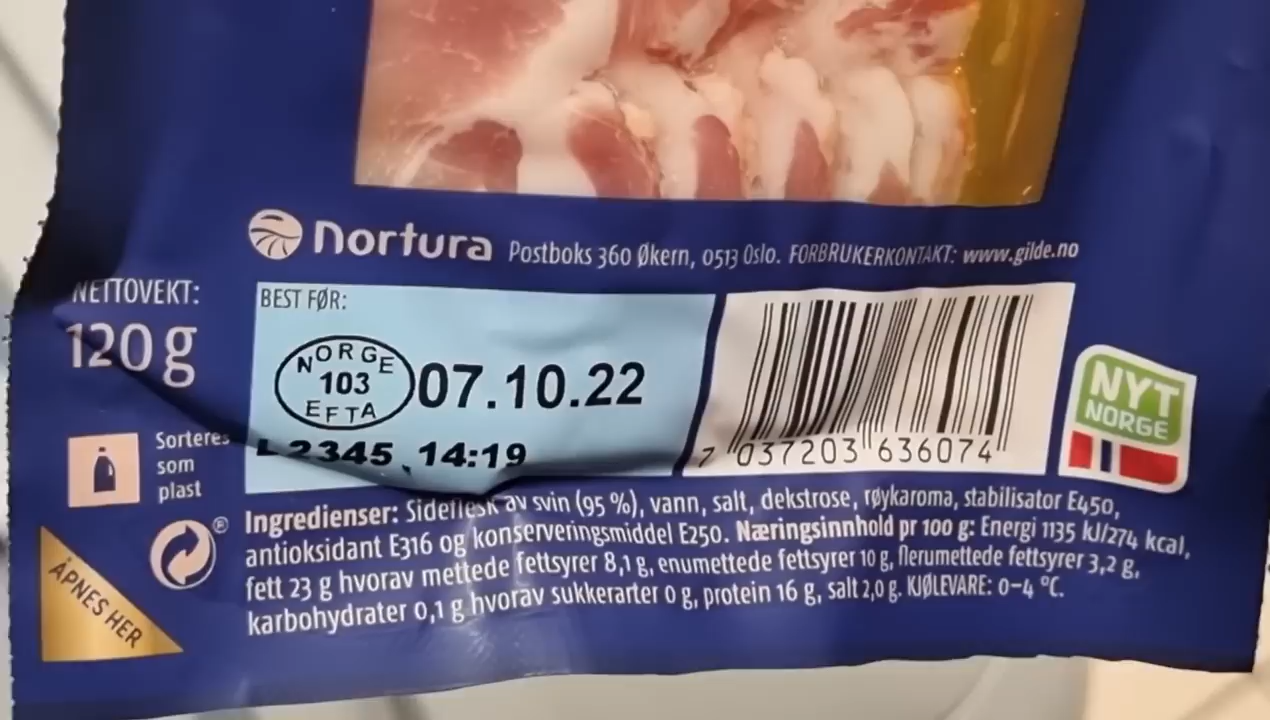 nortura Postboks 360 Økern, 0513 Oslo. FORBRUKERKONTAKT: www.gilde.no
NETTOVEKT:
120 g
BEST FØR:
NORGE
103
EFTA
07.10.22
L2345 14:19
7 037203 636074
NYT
NORGE
Sorteres
som
plast
®
ÅPNES HER
Ingredienser: Sideflesk av svin (95 %), vann, salt, dekstrose, røykaroma, stabilisator E450,
antioksidant E316 og konserveringsmiddel E250. Næringsinnhold pr 100 g: Energi 1135 kJ/274 kcal,
fett 23 g hvorav mettede fettsyrer 8,1 g, enumettede fettsyrer 10 g, flerumettede fettsyrer 3,2 g,
karbohydrater 0,1 g hvorav sukkerarter 0 g, protein 16 g, salt 2,0 g. KJØLEVARE: 0–4 °C.